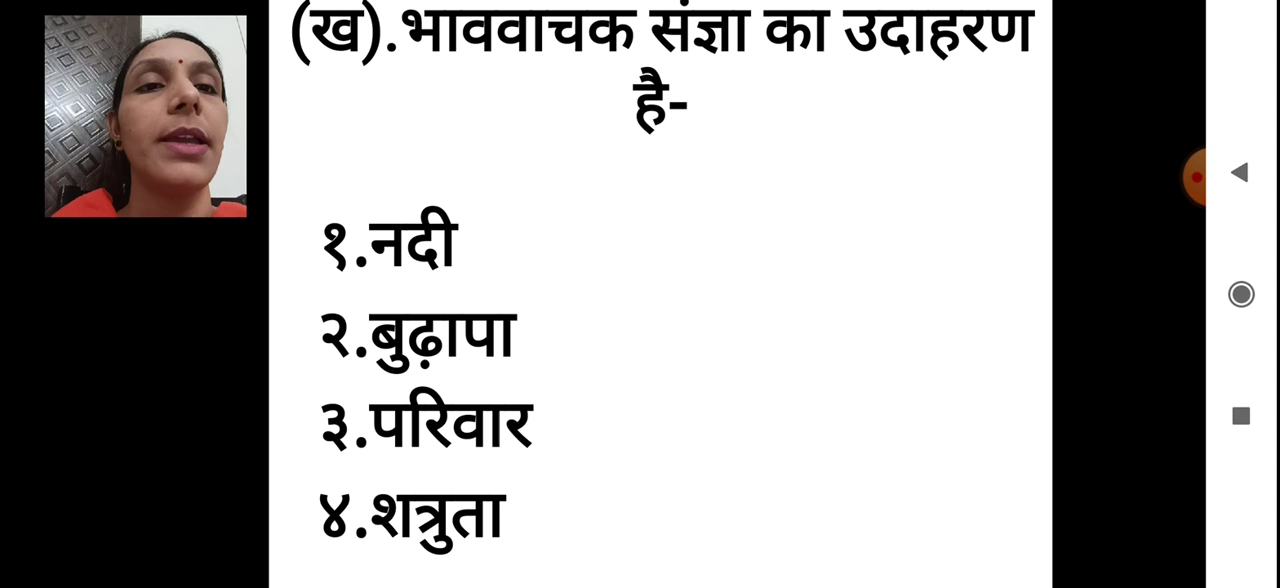 (ख).भाववाचक संज्ञा का उदाहरण
है-
१.नदी
२.बुढ़ापा
३.परिवार
४.शत्रुता